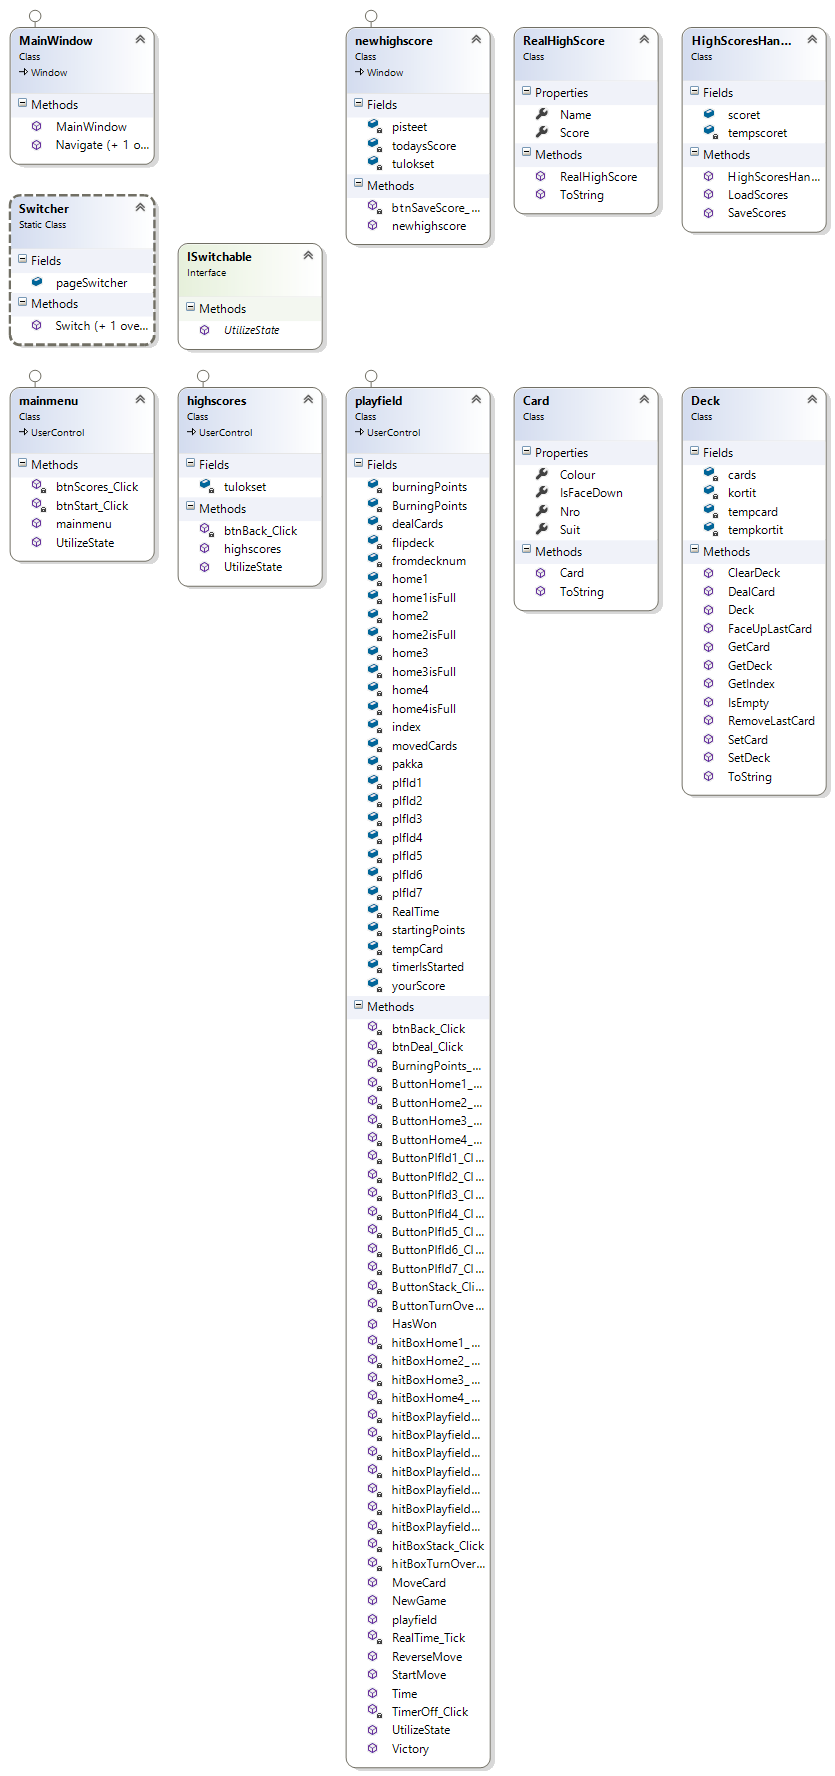 MainWindow
Class
Window
Methods
MainWindow
Navigate (+ 1 o...
newhighscore
Class
Window
Fields
pisteet
todaysScore
tulokset
Methods
btnSaveScore_...
newhighscore
RealHighScore
Class
Properties
Name
Score
Methods
RealHighScore
ToString
HighScoresHan...
Class
Fields
scoret
tempscoret
Methods
HighScoresHan...
LoadScores
SaveScores
Switcher
Static Class
Fields
pageSwitcher
Methods
Switch (+ 1 ove...
ISwitchable
Interface
Methods
UtilizeState
mainmenu
Class
UserControl
Methods
btnScores_Click
btnStart_Click
mainmenu
UtilizeState
highscores
Class
UserControl
Fields
tulokset
Methods
btnBack_Click
highscores
UtilizeState
playfield
Class
UserControl
Fields
burningPoints
BurningPoints
dealCards
flipdeck
fromdecknum
home1
home1isFull
home2
home2isFull
home3
home3isFull
home4
home4isFull
index
movedCards
pakka
plfld1
plfld2
plfld3
plfld4
plfld5
plfld6
plfld7
RealTime
startingPoints
tempCard
timerIsStarted
yourScore
Methods
btnBack_Click
btnDeal_Click
BurningPoints_...
ButtonHome1_...
ButtonHome2_...
ButtonHome3_...
ButtonHome4_...
ButtonPlfld1_Cl...
ButtonPlfld2_Cl...
ButtonPlfld3_Cl...
ButtonPlfld4_Cl...
ButtonPlfld5_Cl...
ButtonPlfld6_Cl...
ButtonPlfld7_Cl...
ButtonStack_Cli...
ButtonTurnOve...
HasWon
hitBoxHome1_...
hitBoxHome2_...
hitBoxHome3_...
hitBoxHome4_...
hitBoxPlayfield...
hitBoxPlayfield...
hitBoxPlayfield...
hitBoxPlayfield...
hitBoxPlayfield...
hitBoxPlayfield...
hitBoxPlayfield...
hitBoxStack_Click
hitBoxTurnOver...
MoveCard
NewGame
playfield
RealTime_Tick
ReverseMove
StartMove
Time
TimerOff_Click
UtilizeState
Victory
Card
Class
Properties
Colour
IsFaceDown
Nro
Suit
Methods
Card
ToString
Deck
Class
Fields
cards
kortit
tempcard
tempkortit
Methods
ClearDeck
DealCard
Deck
FaceUpLastCard
GetCard
GetDeck
GetIndex
IsEmpty
RemoveLastCard
SetCard
SetDeck
ToString